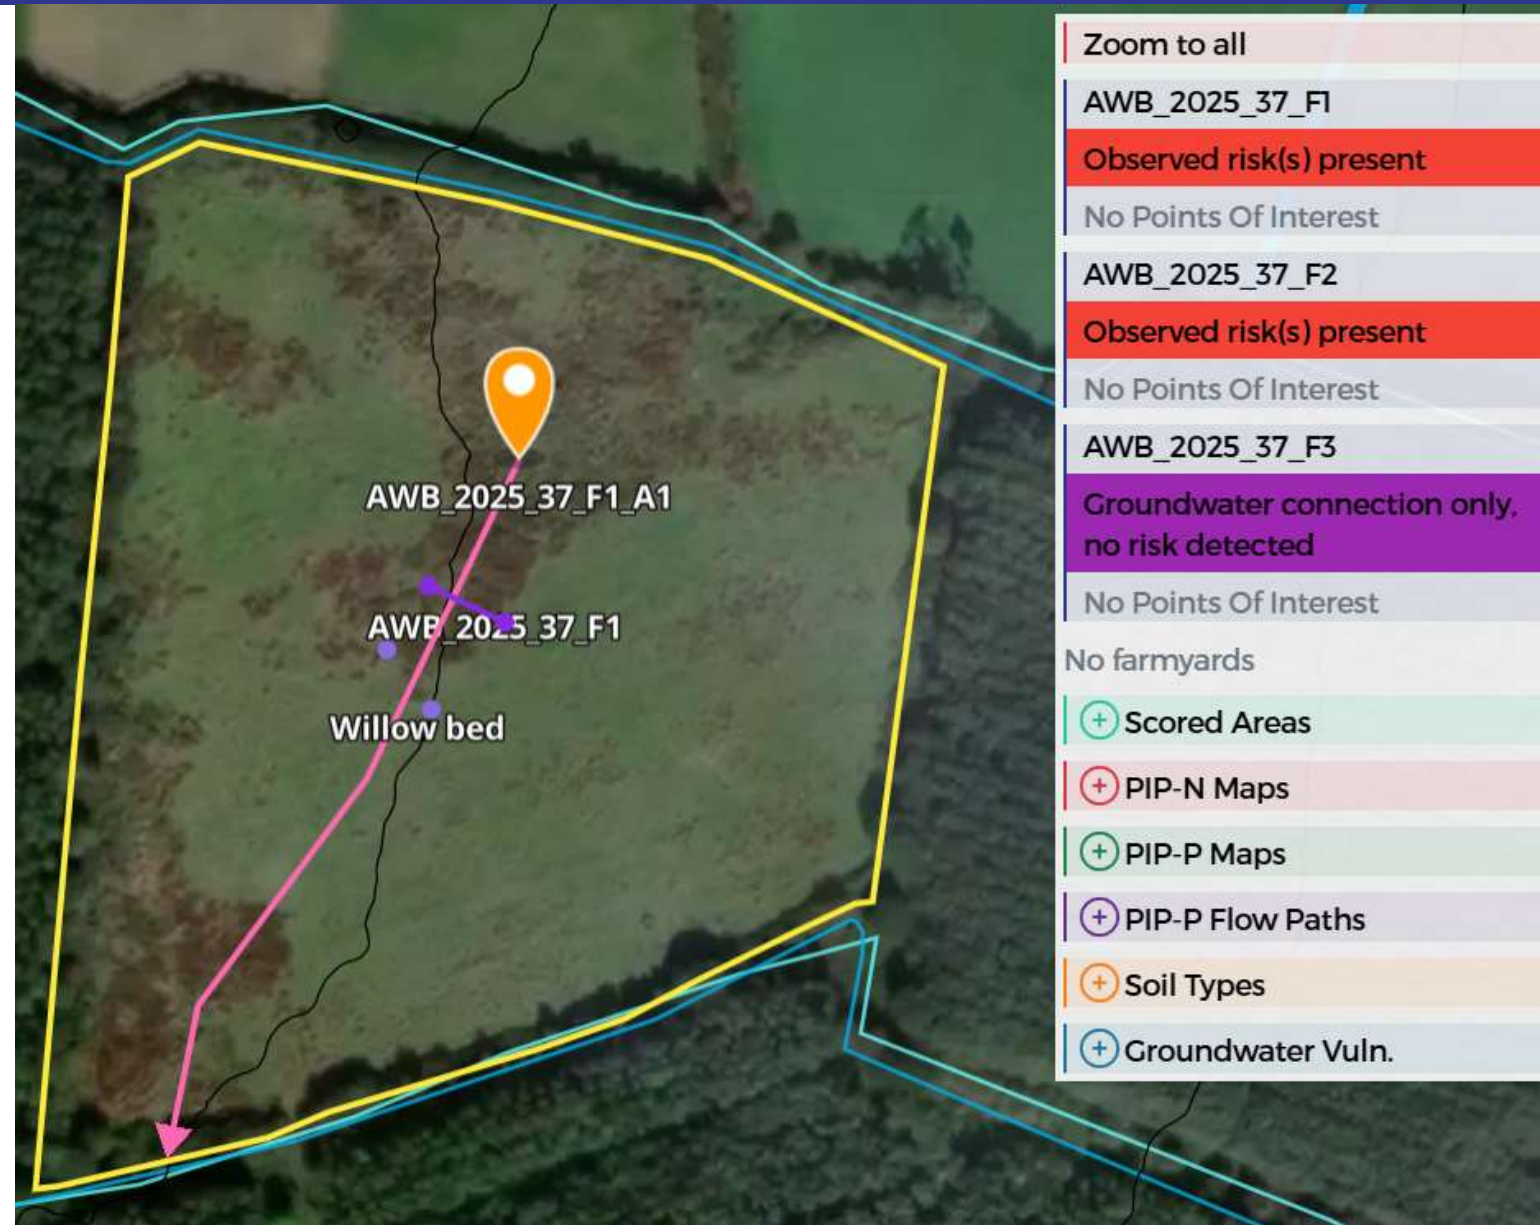 Zoom to all
AWB_2025_37_F1
Observed risk(s) present
No Points Of Interest
AWB_2025_37_F2
Observed risk(s) present
No Points Of Interest
AWB_2025_37_F3
Groundwater connection only,
no risk detected
No Points Of Interest
No farmyards
Scored Areas
PIP-N Maps
PIP-P Maps
PIP-P Flow Paths
Soil Types
Groundwater Vuln.
AWB_2025_37_F1_A1
AWB_2025_37_F1
Willow bed